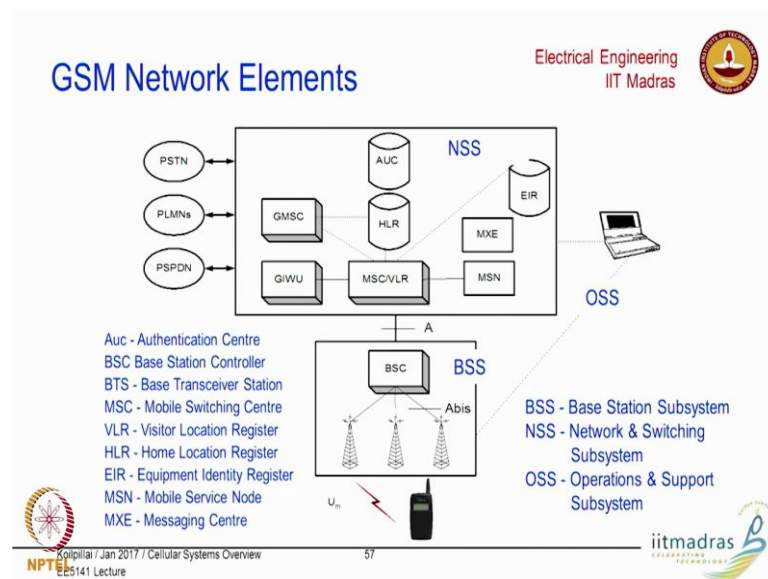 GSM Network Elements
Electrical Engineering
IIT Madras
NSS
PSTN
AUC
EIR
PLMNs
GMSC
HLR
MXE
PSPDN
GIWU
MSC/VLR
MSN
OSS
A
BSC
BSS
Abis
Um
Auc - Authentication Centre
BSC Base Station Controller
BTS - Base Transceiver Station
MSC - Mobile Switching Centre
VLR - Visitor Location Register
HLR - Home Location Register
EIR - Equipment Identity Register
MSN - Mobile Service Node
MXE - Messaging Centre
BSS - Base Station Subsystem
NSS - Network & Switching
Subsystem
OSS - Operations & Support
Subsystem
NPTEL
Koilpillai / Jan 2017 / Cellular Systems Overview
57
EE5141 Lecture
iitmadras
CELEBRATING
TECHNOLOGY